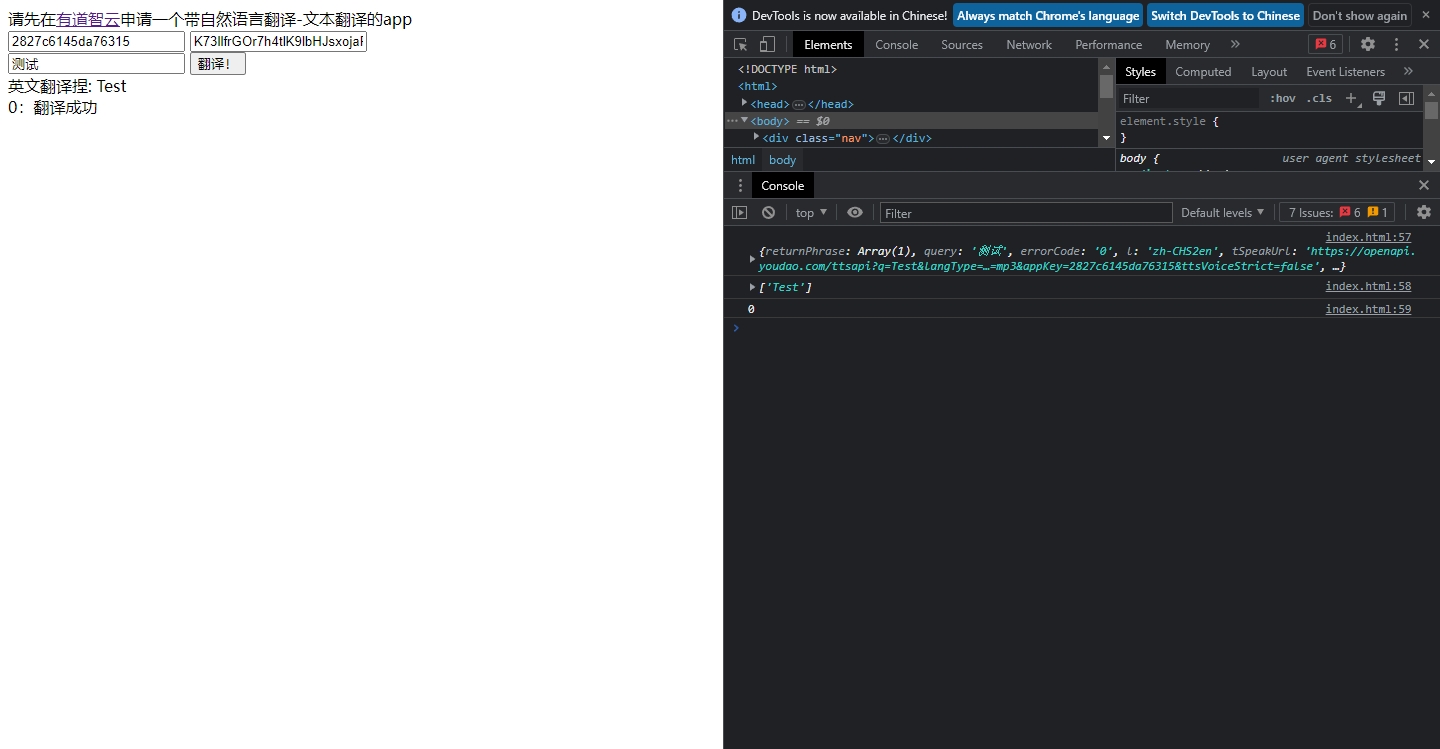 请先在有道智云申请一个带自然语言翻译-文本翻译的app
2827c6145da76315
测试 翻译！
英文翻译捏: Test
0：翻译成功
DevTools is now available in Chinese! Always match Chrome's language Switch DevTools to Chinese Don't show again
Elements Console Sources Network Performance Memory 6
<!DOCTYPE html>
<html>
<head> </head>
<body> == $0
<div class="nav"> </div>
html body
Styles Computed Layout Event Listeners
Filter :hov .cls
element.style {
}
body { user agent stylesheet
Console
top Filter Default levels 7 Issues: 6 1
index.html:57
{returnPhrase: Array(1), query: '测试', errorCode: '0', l: 'zh-CHS2en', tSpeakUrl: 'https://openapi.
youdao.com/ttsapi?q=Test&langType=…=mp3&appKey=2827c6145da76315&ttsVoiceStrict=false', …}
['Test'] index.html:58
0 index.html:59